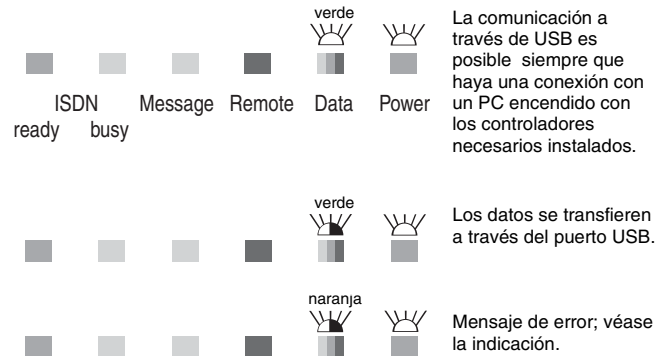 verde
La comunicación a
través de USB es
posible siempre que
haya una conexión con
un PC encendido con
los controladores
necesarios instalados.
ISDN Message Remote Data Power
ready busy
verde
Los datos se transfieren
a través del puerto USB.
naranja
Mensaje de error; véase
la indicación.